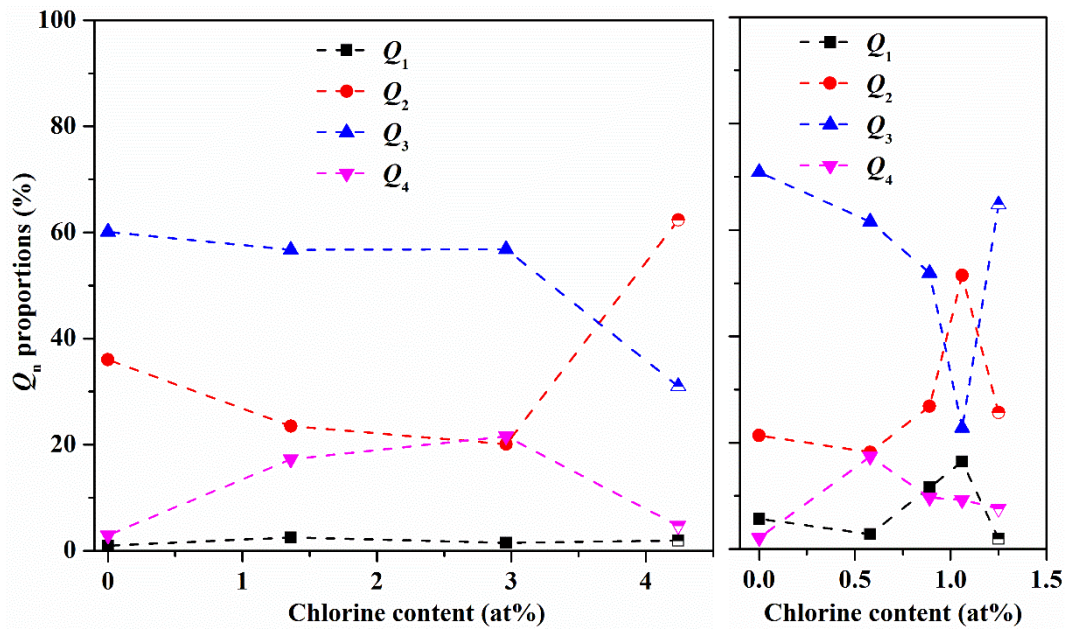 100
80
60
40
20
0
Qn proportions (%)
Q1
Q2
Q3
Q4
0 1 2 3 4
Chlorine content (at%)
Q1
Q2
Q3
Q4
0.0 0.5 1.0 1.5
Chlorine content (at%)